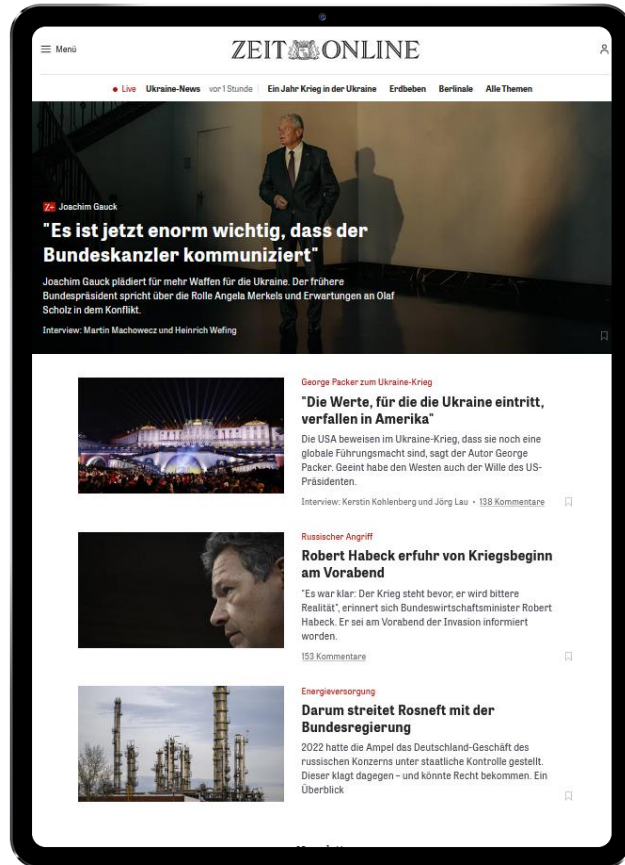 Menü
ZEIT ONLINE
Live Ukraine-News vor 1 Stunde Ein Jahr Krieg in der Ukraine Erdbeben Berlinale Alle Themen
Z+ Joachim Gauck
"Es ist jetzt enorm wichtig, dass der
Bundeskanzler kommuniziert"
Joachim Gauck plädiert für mehr Waffen für die Ukraine. Der frühere
Bundespräsident spricht über die Rolle Angela Merkels und Erwartungen an Olaf
Scholz in dem Konflikt.
Interview: Martin Machowecz und Heinrich Wefing
George Packer zum Ukraine-Krieg
"Die Werte, für die die Ukraine eintritt,
verfallen in Amerika"
Die USA beweisen im Ukraine-Krieg, dass sie noch eine
globale Führungsmacht sind, sagt der Autor George
Packer. Geeint habe den Westen auch der Wille des US-
Präsidenten.
Interview: Kerstin Kohlenberg und Jörg Lau • 138 Kommentare
Russischer Angriff
Robert Habeck erfuhr von Kriegsbeginn
am Vorabend
"Es war klar: Der Krieg steht bevor, er wird bittere
Realität", erinnert sich Bundeswirtschaftsminister Robert
Habeck. Er sei am Vorabend der Invasion informiert
worden.
153 Kommentare
Energieversorgung
Darum streitet Rosneft mit der
Bundesregierung
2022 hatte die Ampel das Deutschland-Geschäft des
russischen Konzerns unter staatliche Kontrolle gestellt.
Dieser klagt dagegen – und könnte Recht bekommen. Ein
Überblick